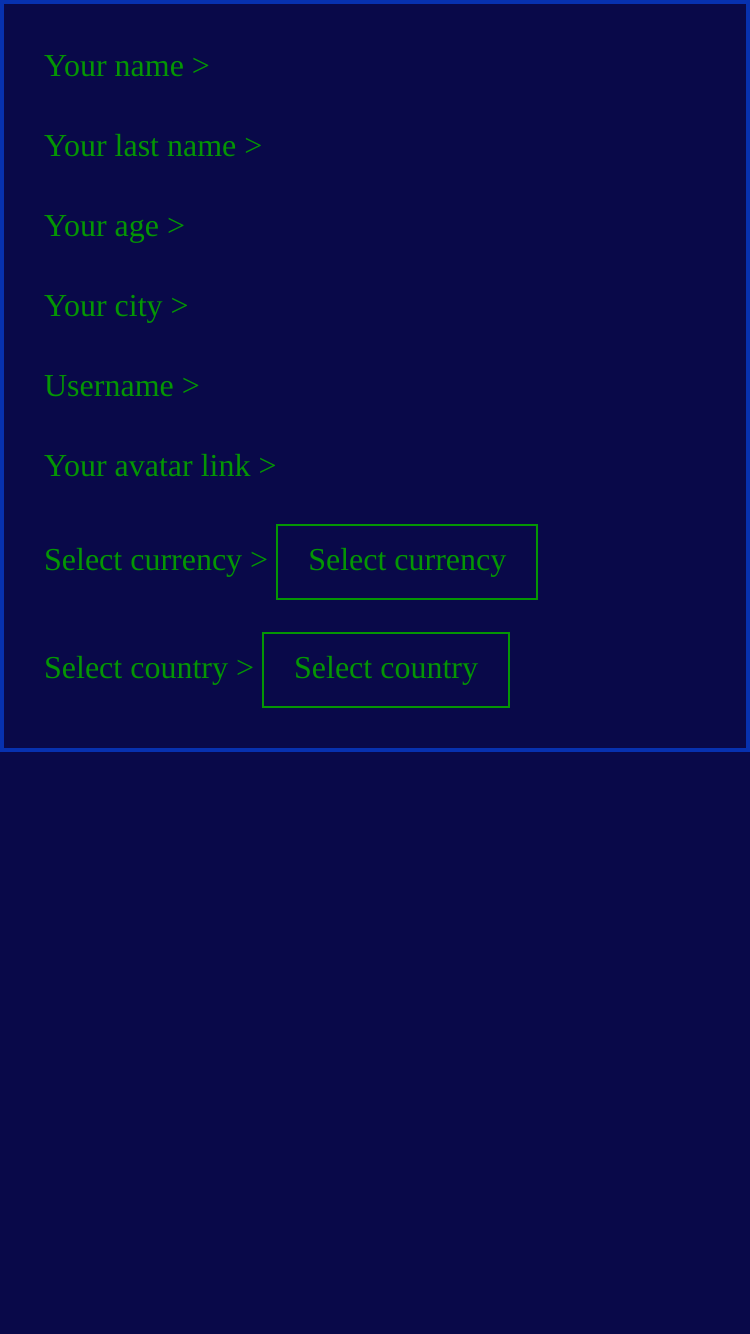 Your name >
Your last name >
Your age >
Your city >
Username >
Your avatar link >
Select currency > Select currency
Select country > Select country